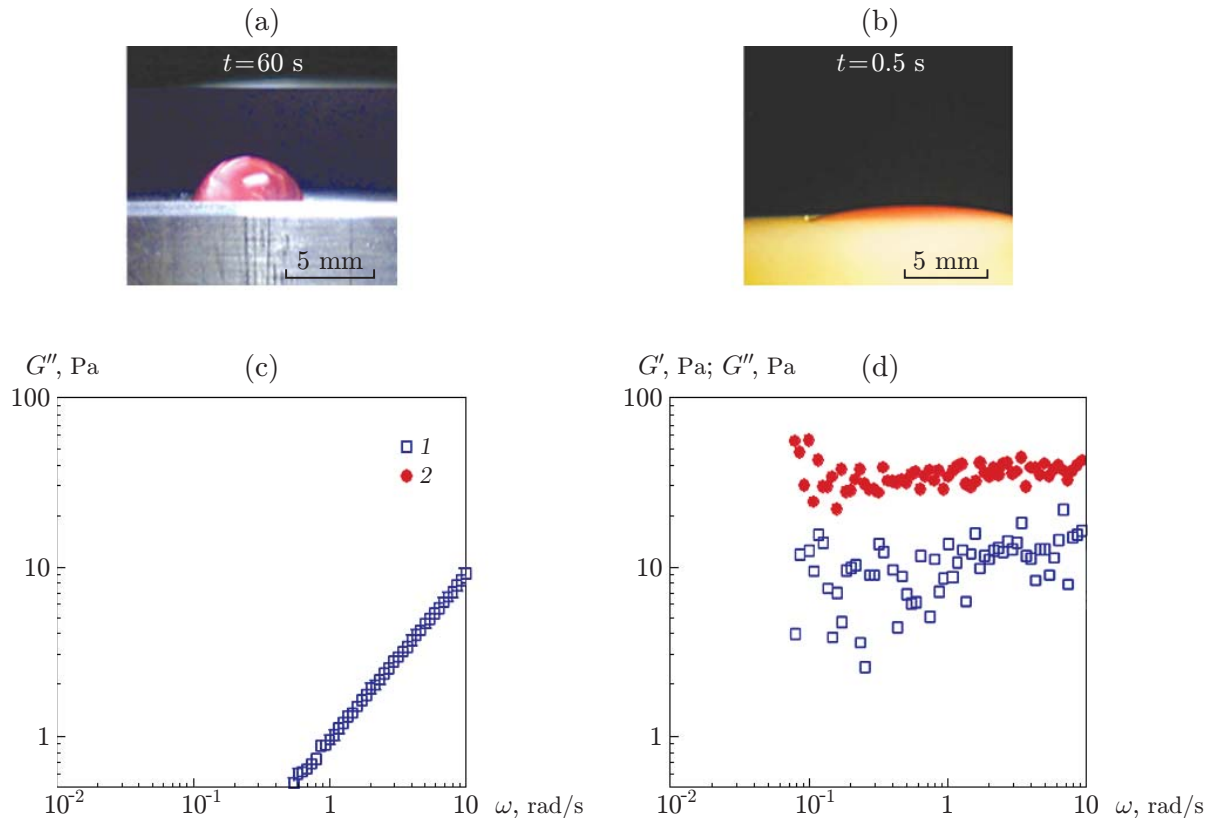 (a)
(b)
t=60 s
t=0.5 s
5 mm
5 mm
G″, Pa
(c)
G′, Pa; G″, Pa
(d)
100
100
1
2
10
10
1
1
10⁻²
10⁻¹
1
10
ω, rad/s
10⁻²
10⁻¹
1
10
ω, rad/s